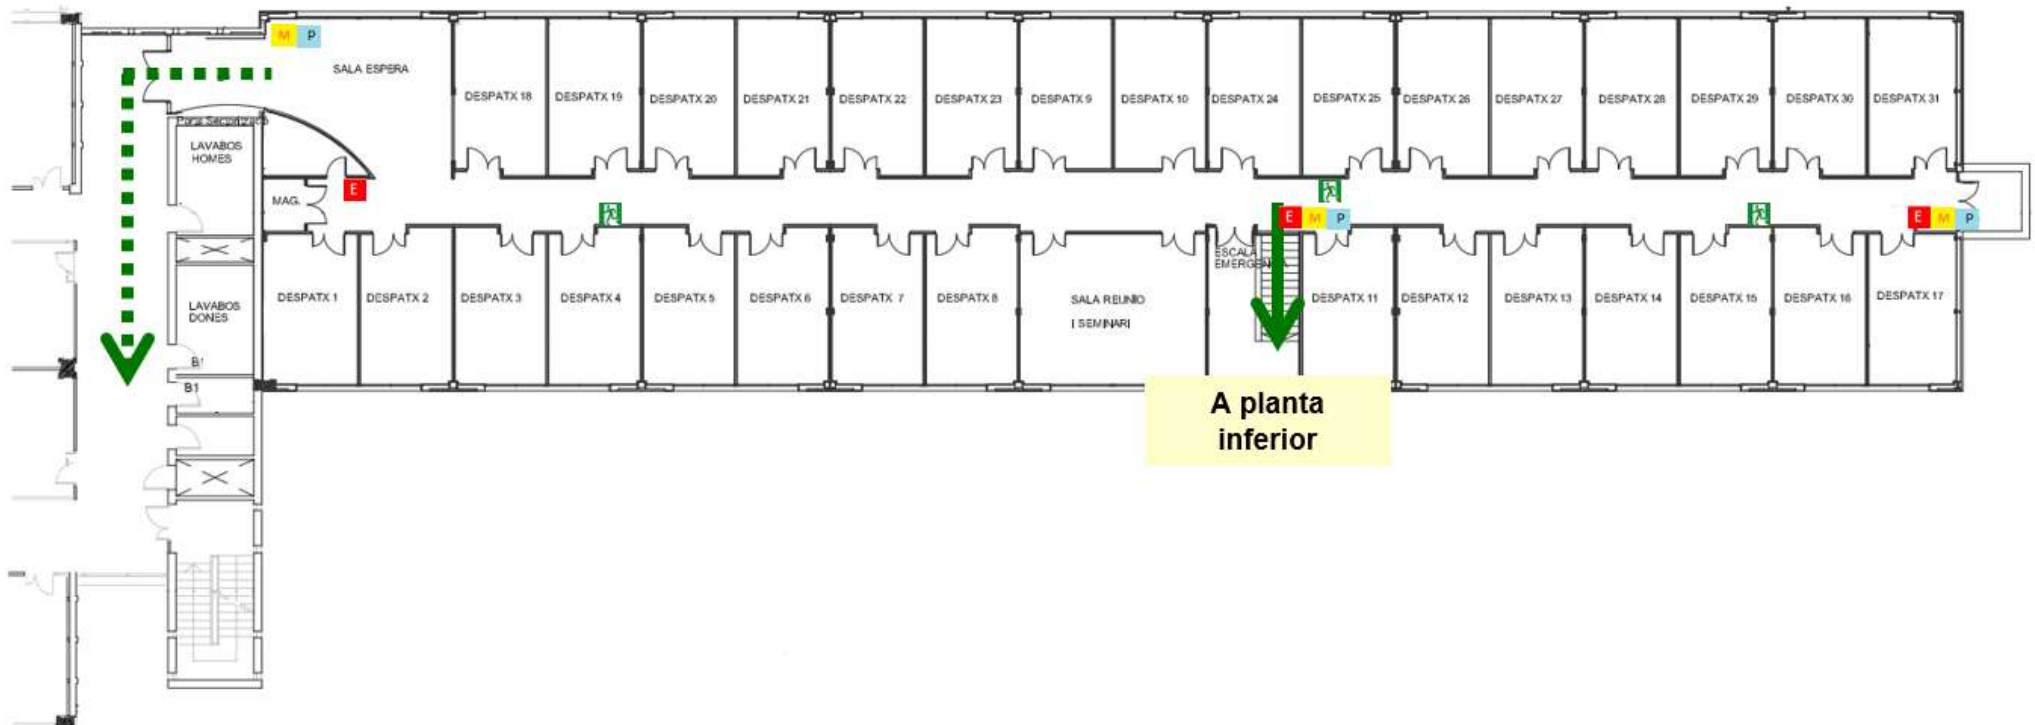 M P
SALA ESPERA
DESPATX 18
DESPATX 19
DESPATX 20
DESPATX 21
DESPATX 22
DESPATX 23
DESPATX 9
DESPATX 10
DESPATX 24
DESPATX 25
DESPATX 26
DESPATX 27
DESPATX 28
DESPATX 29
DESPATX 30
DESPATX 31
LAVABOS
HOMES
MAG.
E
E M P
E M P
ESCALA
EMERGENCIA
LAVABOS
DONES
DESPATX 1
DESPATX 2
DESPATX 3
DESPATX 4
DESPATX 5
DESPATX 6
DESPATX 7
DESPATX 8
SALA REUNIO
I SEMINARI
DESPATX 11
DESPATX 12
DESPATX 13
DESPATX 14
DESPATX 15
DESPATX 16
DESPATX 17
B1
B1
A planta
inferior